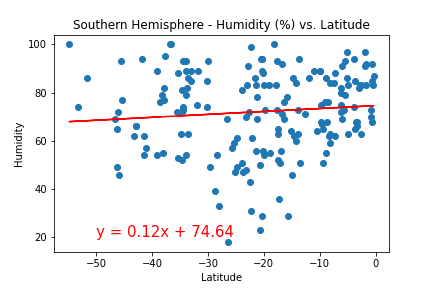 Southern Hemisphere - Humidity (%) vs. Latitude
100
80
60
40
20
Humidity
y = 0.12x + 74.64
−50 −40 −30 −20 −10 0
Latitude